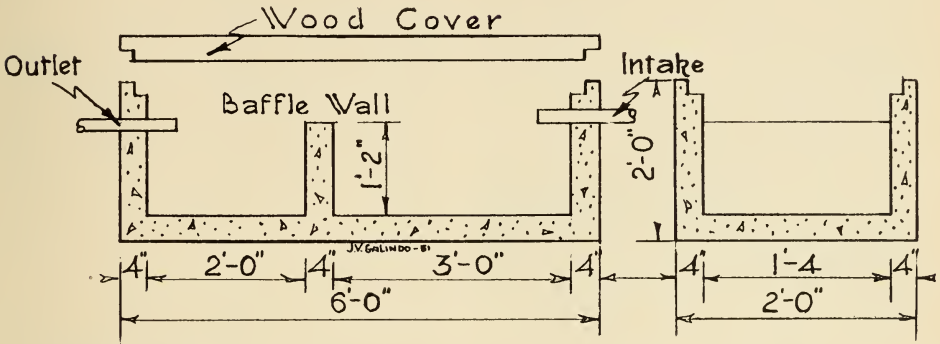 Wood Cover
Outlet
Intake
Baffle Wall
1'-2"
2'-0"
J.V. GALINDO-51
4" 2'-0" 4" 3'-0" 4" 4" 1'-4 4"
6'-0" 2'-0"